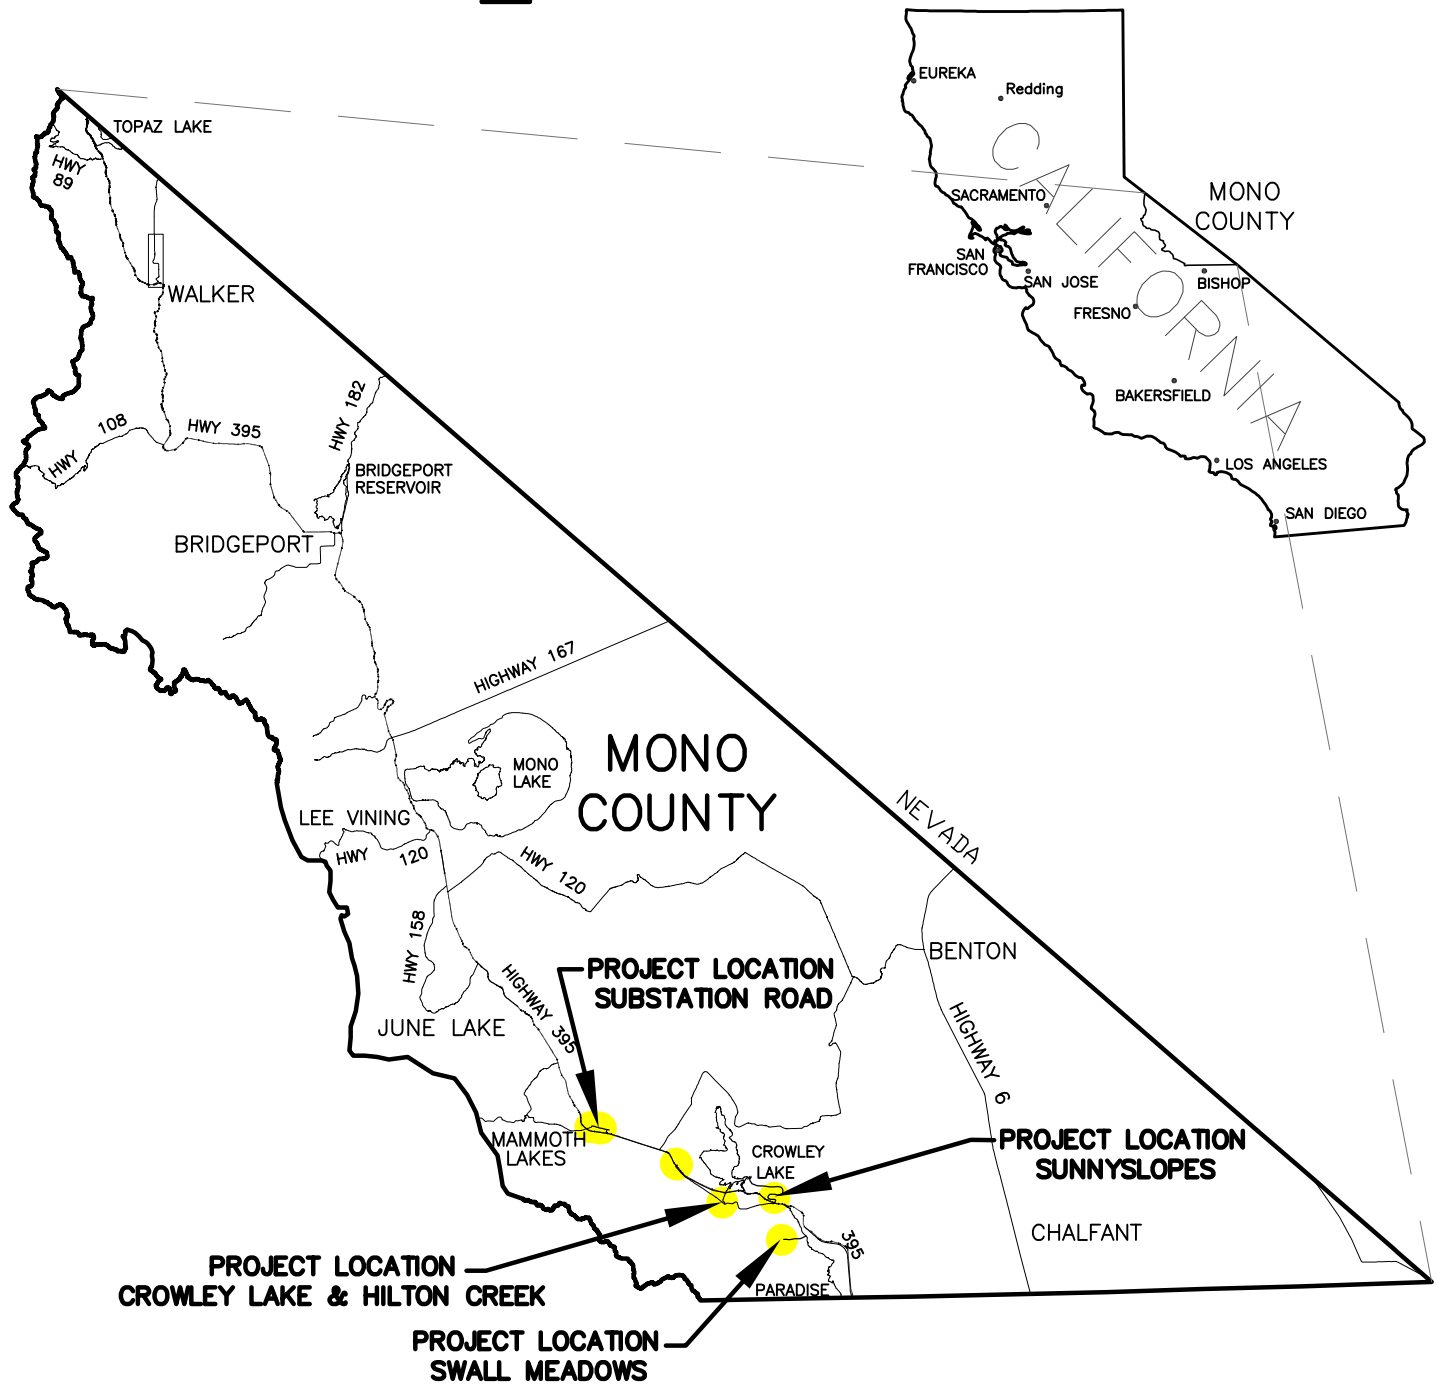 EUREKA
Redding
CALIFORNIA
SACRAMENTO
MONO
COUNTY
SAN
FRANCISCO
SAN JOSE
BISHOP
FRESNO
BAKERSFIELD
LOS ANGELES
SAN DIEGO
TOPAZ LAKE
HWY
89
WALKER
HWY 182
HWY 108
HWY 395
BRIDGEPORT
RESERVOIR
BRIDGEPORT
HIGHWAY 167
MONO
LAKE
MONO
COUNTY
NEVADA
LEE VINING
HWY 120
HWY 120
HWY 158
BENTON
PROJECT LOCATION
SUBSTATION ROAD
HIGHWAY 395
JUNE LAKE
HIGHWAY 6
MAMMOTH
LAKES
CROWLEY
LAKE
PROJECT LOCATION
SUNNYSLOPES
CHALFANT
395
PROJECT LOCATION
CROWLEY LAKE & HILTON CREEK
PARADISE
PROJECT LOCATION
SWALL MEADOWS